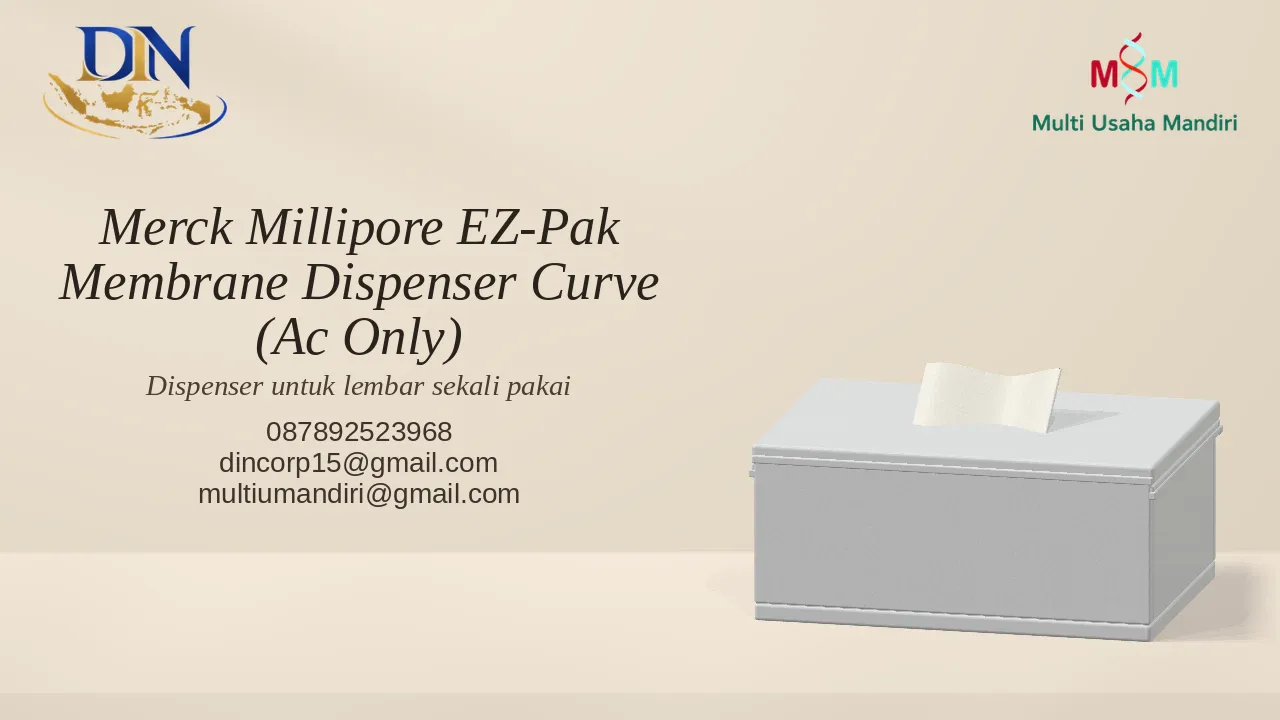 DIN
M M
Multi Usaha Mandiri
Merck Millipore EZ-Pak
Membrane Dispenser Curve
(Ac Only)
Dispenser untuk lembar sekali pakai
087892523968
dincorp15@gmail.com
multiumandiri@gmail.com